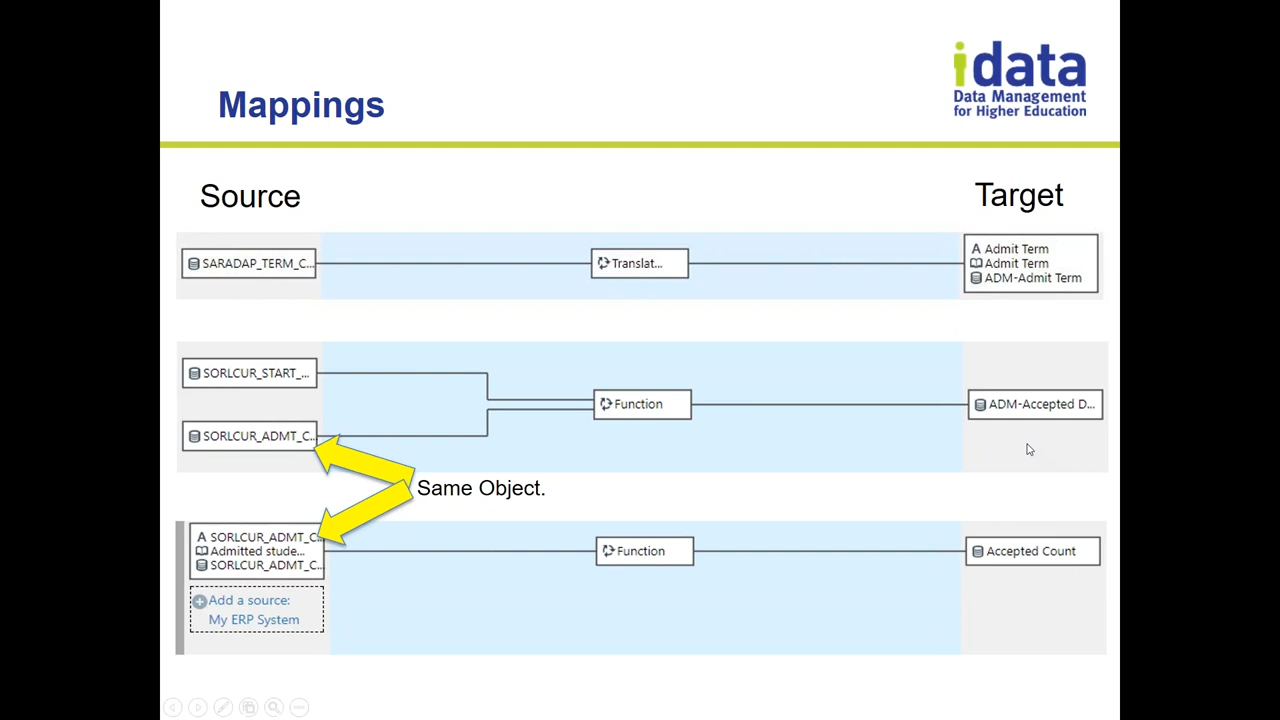 idata
Data Management
for Higher Education
Mappings
Source
Target
SARADAP_TERM_C...
Translat...
A Admit Term
Admit Term
ADM-Admit Term
SORLCUR_START_...
Function
ADM-Accepted D...
SORLCUR_ADMT_C...
Same Object.
A SORLCUR_ADMT_C...
Admitted stude...
SORLCUR_ADMT_C...
Function
Accepted Count
Add a source:
My ERP System